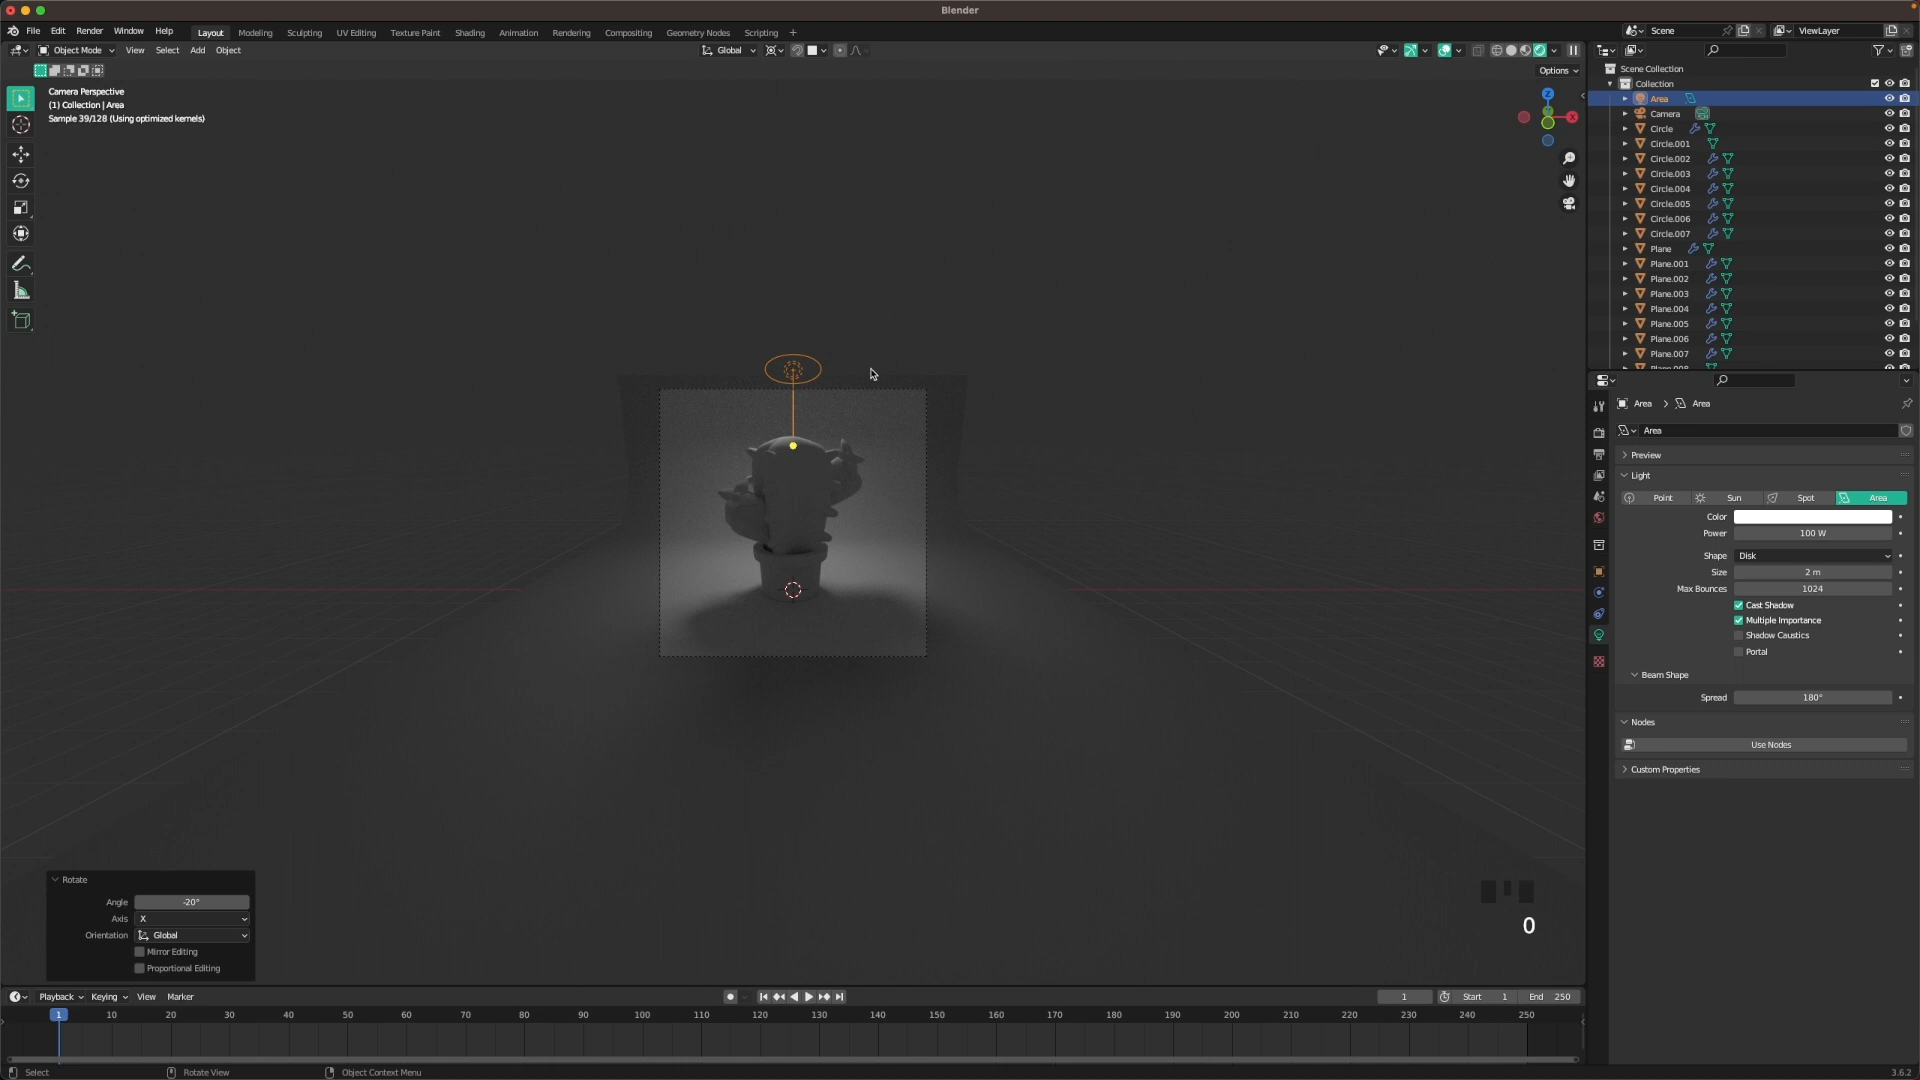 Blender
File Edit Render Window Help Layout Modeling Sculpting UV Editing Texture Paint Shading Animation Rendering Compositing Geometry Nodes Scripting + Scene ViewLayer
Object Mode View Select Add Object Global
Options
Camera Perspective
(1) Collection | Area
Sample 39/128 (Using optimized kernels)
Z
X
Scene Collection
Collection
Area
Camera
Circle
Circle.001
Circle.002
Circle.003
Circle.004
Circle.005
Circle.006
Circle.007
Plane
Plane.001
Plane.002
Plane.003
Plane.004
Plane.005
Plane.006
Plane.007
Plane.008
Area > Area
Area
Preview
Light
Point Sun Spot Area
Color
Power 100 W
Shape Disk
Size 2 m
Max Bounces 1024
Cast Shadow
Multiple Importance
Shadow Caustics
Portal
Beam Shape
Spread 180°
Nodes
Use Nodes
Custom Properties
Rotate
Angle -20°
Axis X
Orientation Global
Mirror Editing
Proportional Editing
0
Playback Keying View Marker 1 Start 1 End 250
1 10 20 30 40 50 60 70 80 90 100 110 120 130 140 150 160 170 180 190 200 210 220 230 240 250
Select Rotate View Object Context Menu 3.6.2